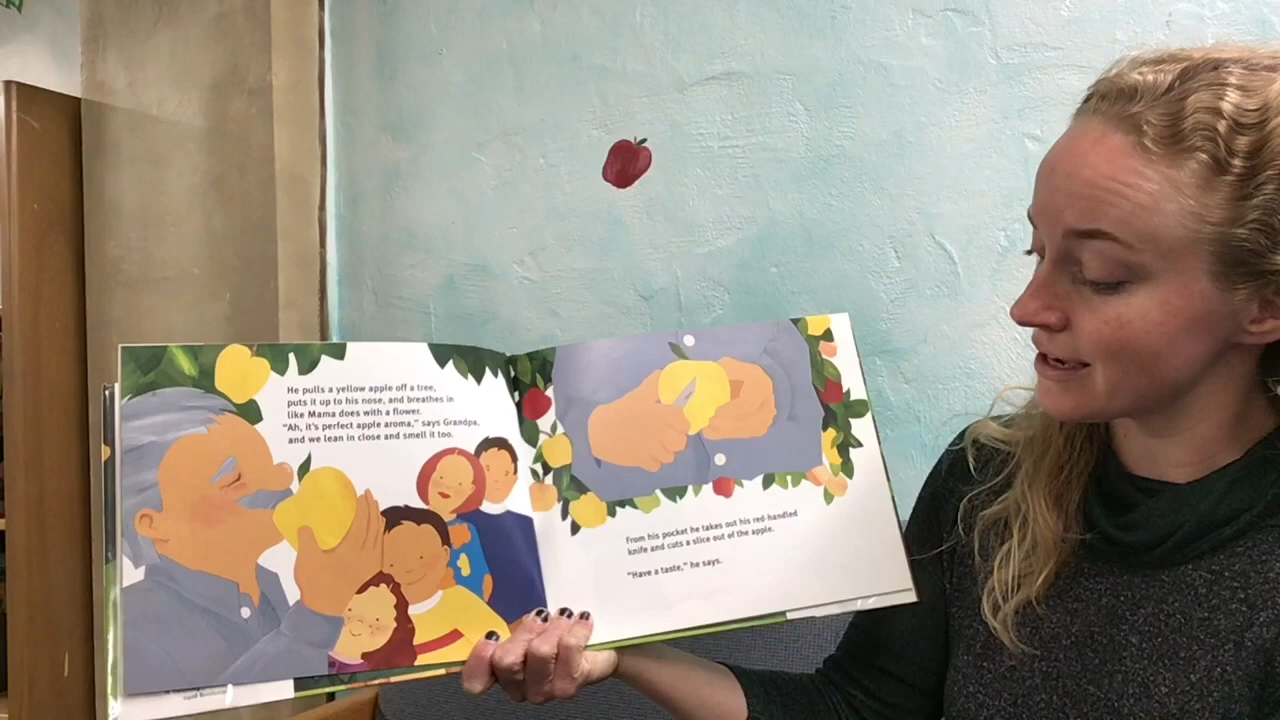 He pulls a yellow apple off a tree,
puts it up to his nose, and breathes in
like Mama does with a flower.
"Ah, it's perfect apple aroma," says Grandpa,
and we lean in close and smell it too.
From his pocket he takes out his red-handled
knife and cuts a slice out of the apple.
"Have a taste," he says.